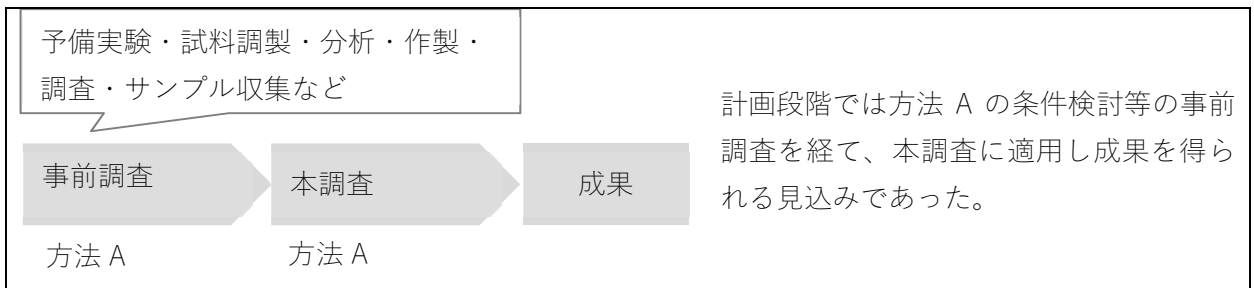 予備実験・試料調製・分析・作製・
調査・サンプル収集など
事前調査
本調査
成果
方法 A
方法 A
計画段階では方法 A の条件検討等の事前
調査を経て、本調査に適用し成果を得ら
れる見込みであった。